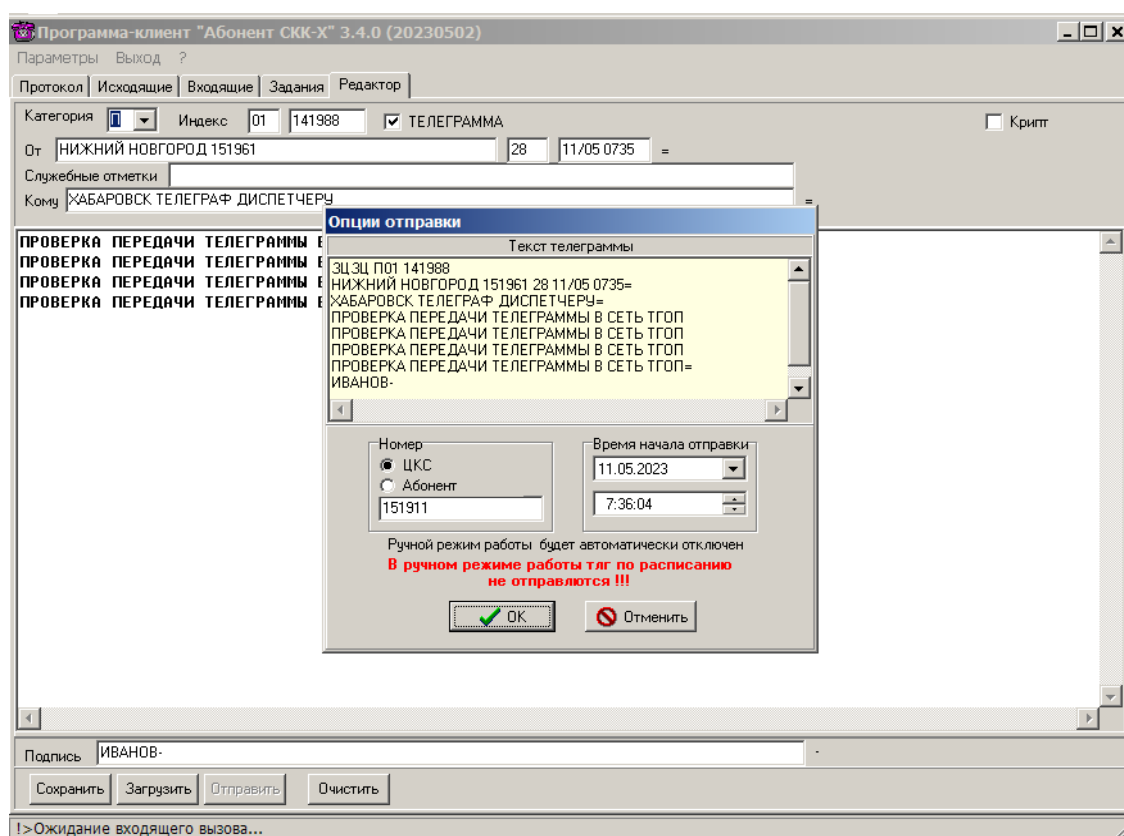 Программа-клиент "Абонент СКК-Х" 3.4.0 (20230502)
Параметры Выход ?
Протокол Исходящие Входящие Задания Редактор
Категория П Индекс 01 141988 ТЕЛЕГРАММА Крипт
От НИЖНИЙ НОВГОРОД 151961 28 11/05 0735 =
Служебные отметки
Кому ХАБАРОВСК ТЕЛЕГРАФ ДИСПЕТЧЕРУ =
ПРОВЕРКА ПЕРЕДАЧИ ТЕЛЕГРАММЫ
ПРОВЕРКА ПЕРЕДАЧИ ТЕЛЕГРАММЫ
ПРОВЕРКА ПЕРЕДАЧИ ТЕЛЕГРАММЫ
ПРОВЕРКА ПЕРЕДАЧИ ТЕЛЕГРАММЫ
Опции отправки
Текст телеграммы
ЗЦЗЦ П01 141988
НИЖНИЙ НОВГОРОД 151961 28 11/05 0735=
ХАБАРОВСК ТЕЛЕГРАФ ДИСПЕТЧЕРУ=
ПРОВЕРКА ПЕРЕДАЧИ ТЕЛЕГРАММЫ В СЕТЬ ТГОП
ПРОВЕРКА ПЕРЕДАЧИ ТЕЛЕГРАММЫ В СЕТЬ ТГОП
ПРОВЕРКА ПЕРЕДАЧИ ТЕЛЕГРАММЫ В СЕТЬ ТГОП
ПРОВЕРКА ПЕРЕДАЧИ ТЕЛЕГРАММЫ В СЕТЬ ТГОП=
ИВАНОВ-
Номер
ЦКС
Абонент
151911
Время начала отправки
11.05.2023
7:36:04
Ручной режим работы будет автоматически отключен
В ручном режиме работы тлг по расписанию
не отправлются !!!
OK Отменить
Подпись ИВАНОВ- -
Сохранить Загрузить Отправить Очистить
!>Ожидание входящего вызова...